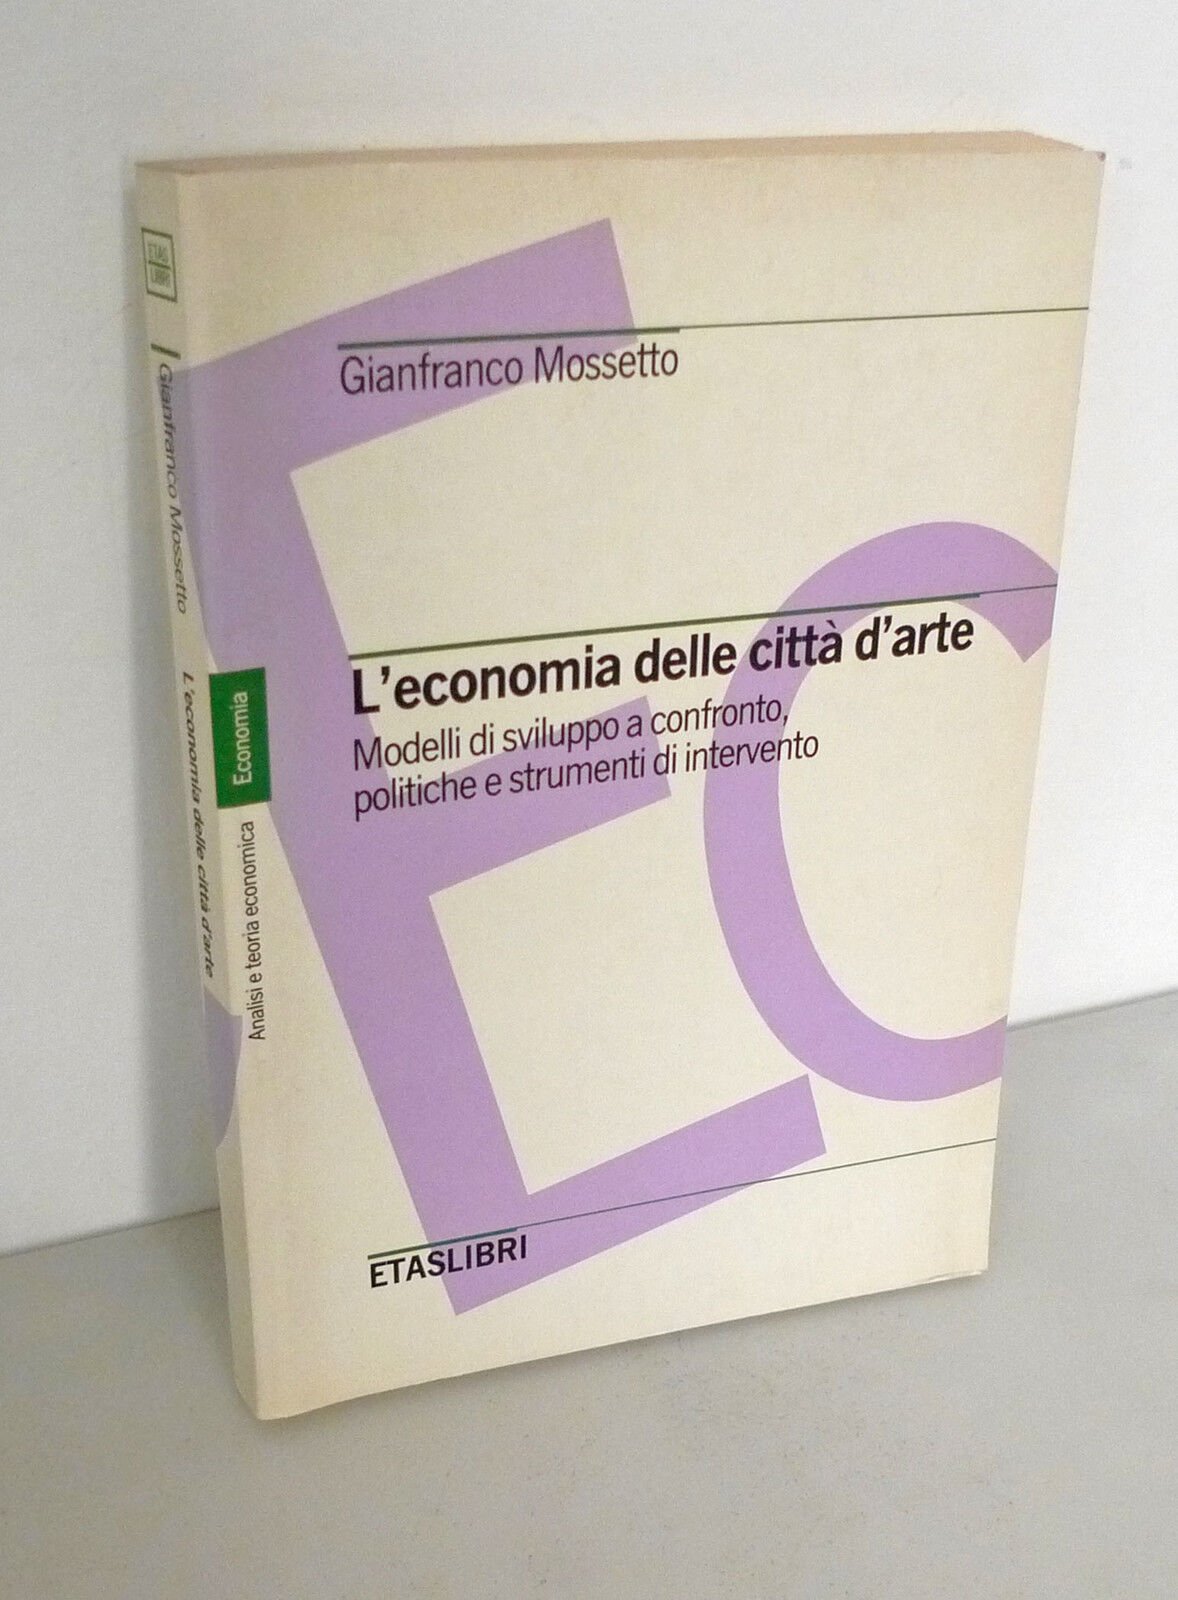 Gianfranco Mossetto
L'economia delle città d'arte
Modelli di sviluppo a confronto,
politiche e strumenti di intervento
ETASLIBRI
EC
Economia
Analisi e teoria economica
ETAS
LIBRI
Gianfranco Mossetto
L'economia delle città d'arte